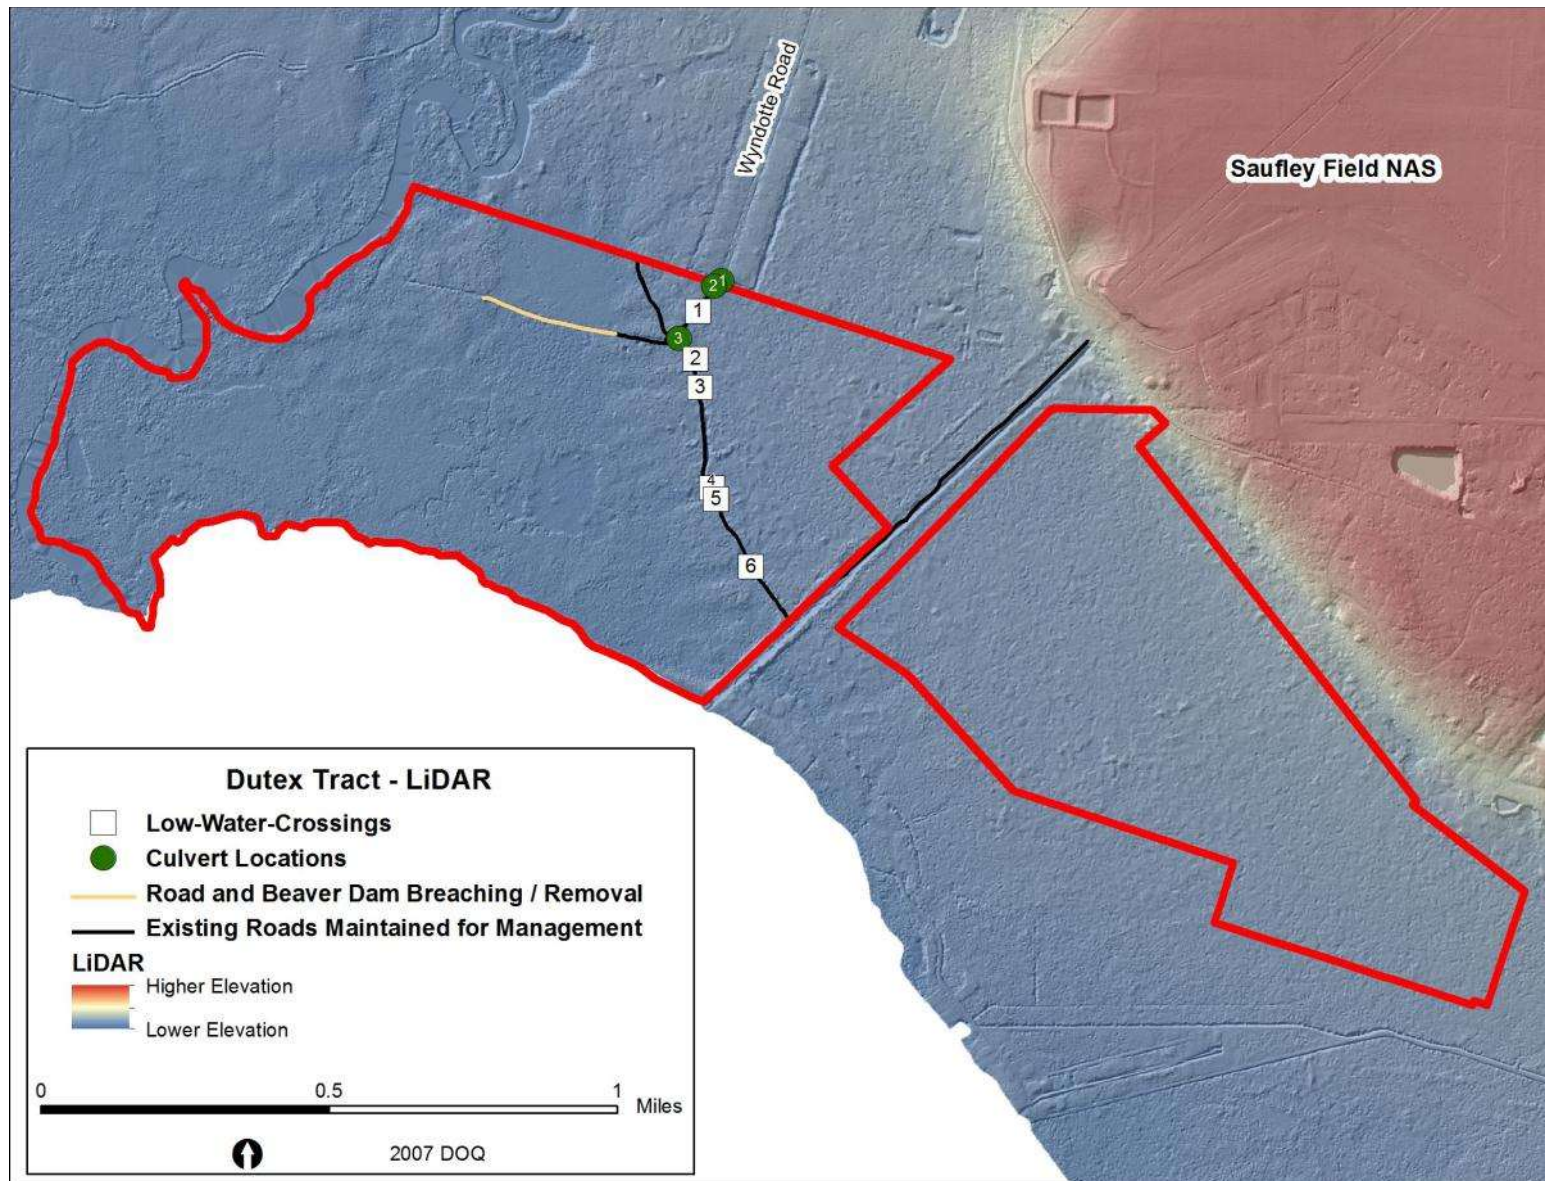 Wyndotte Road
Saufley Field NAS
2 1
1
3
2
3
4
5
6
Dutex Tract - LiDAR
Low-Water-Crossings
Culvert Locations
Road and Beaver Dam Breaching / Removal
Existing Roads Maintained for Management
LiDAR
Higher Elevation
Lower Elevation
0 0.5 1
Miles
2007 DOQ